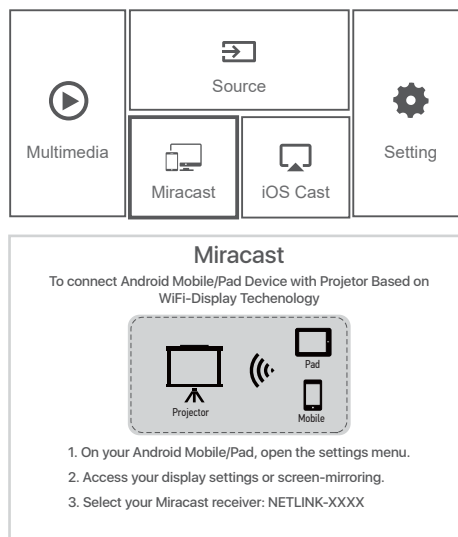 Source
Multimedia
Setting
Miracast
iOS Cast
Miracast
To connect Android Mobile/Pad Device with Projetor Based on
WiFi-Display Techenology
Pad
Projector
Mobile
1. On your Android Mobile/Pad, open the settings menu.
2. Access your display settings or screen-mirroring.
3. Select your Miracast receiver: NETLINK-XXXX